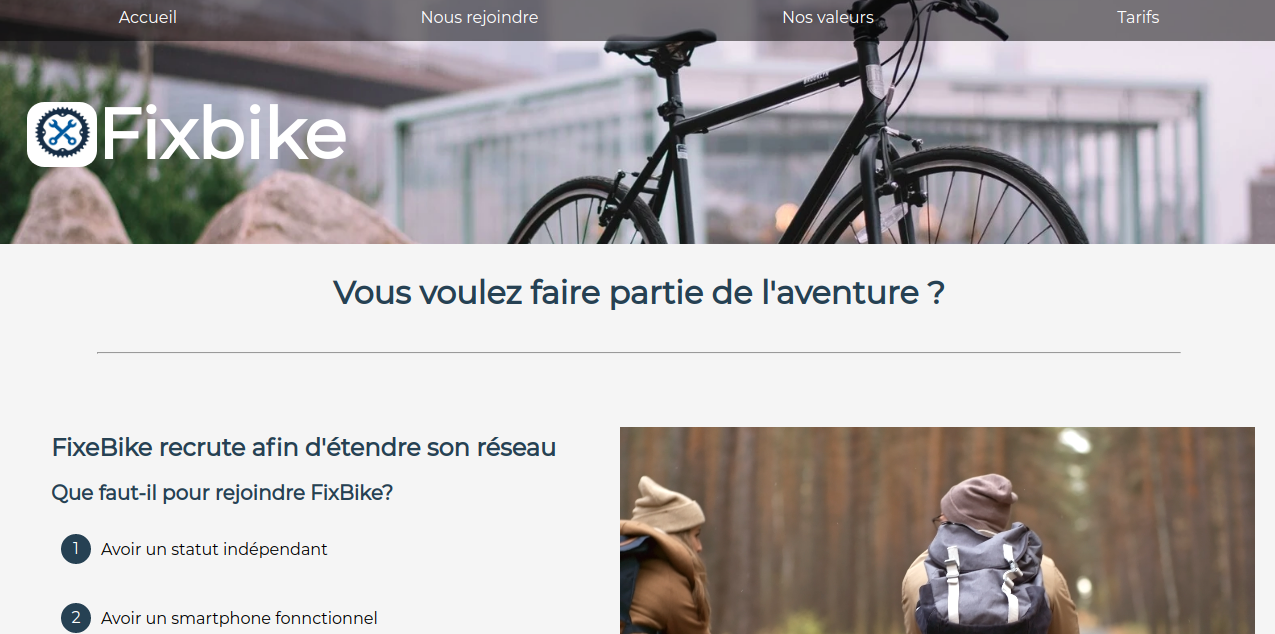 Accueil Nous rejoindre Nos valeurs Tarifs
Fixbike
Vous voulez faire partie de l'aventure ?
FixeBike recrute afin d'étendre son réseau
Que faut-il pour rejoindre FixBike?
1 Avoir un statut indépendant
2 Avoir un smartphone fonnctionnel